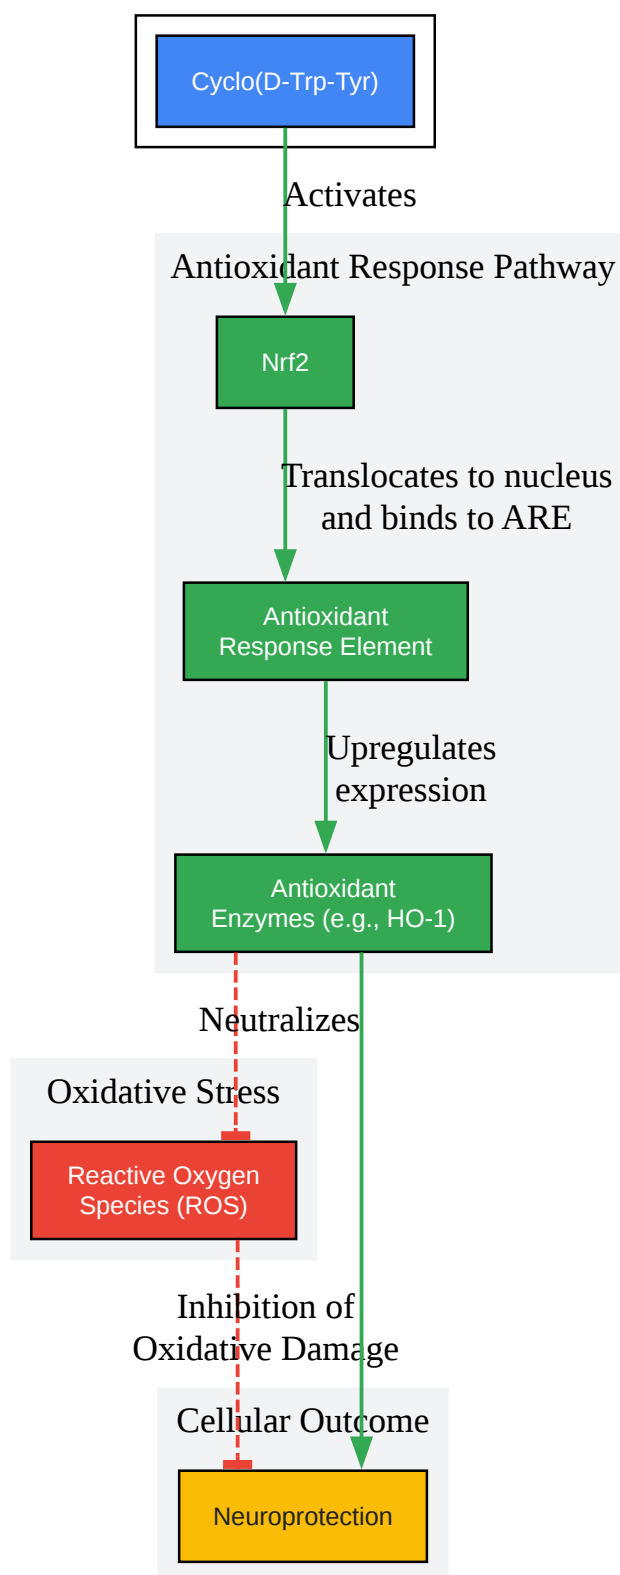 Cyclo(D-Trp-Tyr)
Activates
Antioxidant Response Pathway
Nrf2
Translocates to nucleus
and binds to ARE
Antioxidant
Response Element
Upregulates
expression
Antioxidant
Enzymes (e.g., HO-1)
Neutralizes
Oxidative Stress
Reactive Oxygen
Species (ROS)
Inhibition of
Oxidative Damage
Cellular Outcome
Neuroprotection